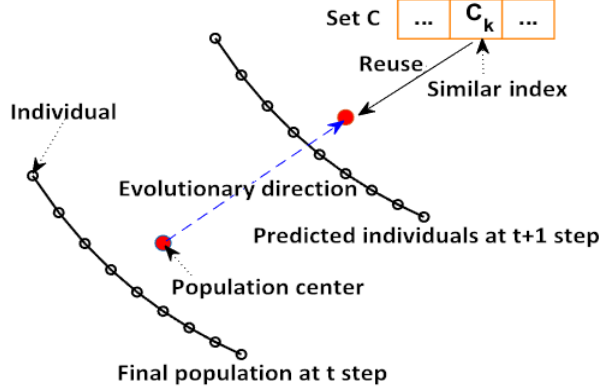 Set C ... Ck ...
Reuse
Similar index
Individual
Evolutionary direction
Predicted individuals at t+1 step
Population center
Final population at t step